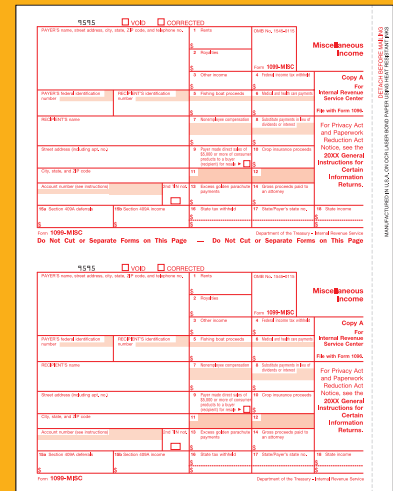 9595 VOID CORRECTED
PAYER'S name, street address, city, state, ZIP code, and telephone no.
1 Rents
$
2 Royalties
$
OMB No. 1545-0115
Form 1099-MISC
Miscellaneous
Income
3 Other income
$
4 Federal income tax withheld
$
Copy A
For
Internal Revenue
Service Center
File with Form 1096.
PAYER'S federal identification
number
RECIPIENT'S identification
number
5 Fishing boat proceeds
$
6 Medical and health care payments
$
RECIPIENT'S name
7 Nonemployee compensation
$
8 Substitute payments in lieu of
dividends or interest
$
For Privacy Act
and Paperwork
Reduction Act
Notice, see the
20XX General
Instructions for
Certain
Information
Returns.
Street address (including apt. no.)
9 Payer made direct sales of
$5,000 or more of consumer
products to a buyer
(recipient) for resale ►
10 Crop insurance proceeds
$
City, state, and ZIP code
11
12
Account number (see instructions)
2nd TIN not.
13 Excess golden parachute
payments
$
14 Gross proceeds paid to
an attorney
$
15a Section 409A deferrals
$
15b Section 409A income
$
16 State tax withheld
$
$
17 State/Payer's state no.
18 State income
$
$
Form 1099-MISC
Department of the Treasury - Internal Revenue Service
Do Not Cut or Separate Forms on This Page — Do Not Cut or Separate Forms on This Page
9595 VOID CORRECTED
PAYER'S name, street address, city, state, ZIP code, and telephone no.
1 Rents
$
2 Royalties
$
OMB No. 1545-0115
Form 1099-MISC
Miscellaneous
Income
3 Other income
$
4 Federal income tax withheld
$
Copy A
For
Internal Revenue
Service Center
File with Form 1096.
PAYER'S federal identification
number
RECIPIENT'S identification
number
5 Fishing boat proceeds
$
6 Medical and health care payments
$
RECIPIENT'S name
7 Nonemployee compensation
$
8 Substitute payments in lieu of
dividends or interest
$
For Privacy Act
and Paperwork
Reduction Act
Notice, see the
20XX General
Instructions for
Certain
Information
Returns.
Street address (including apt. no.)
9 Payer made direct sales of
$5,000 or more of consumer
products to a buyer
(recipient) for resale ►
10 Crop insurance proceeds
$
City, state, and ZIP code
11
12
Account number (see instructions)
2nd TIN not.
13 Excess golden parachute
payments
$
14 Gross proceeds paid to
an attorney
$
15a Section 409A deferrals
$
15b Section 409A income
$
16 State tax withheld
$
$
17 State/Payer's state no.
18 State income
$
$
Form 1099-MISC
Department of the Treasury - Internal Revenue Service
DETACH BEFORE MAILING
MANUFACTURED IN U.S.A. ON OCR LASER BOND PAPER USING HEAT RESISTANT INKS